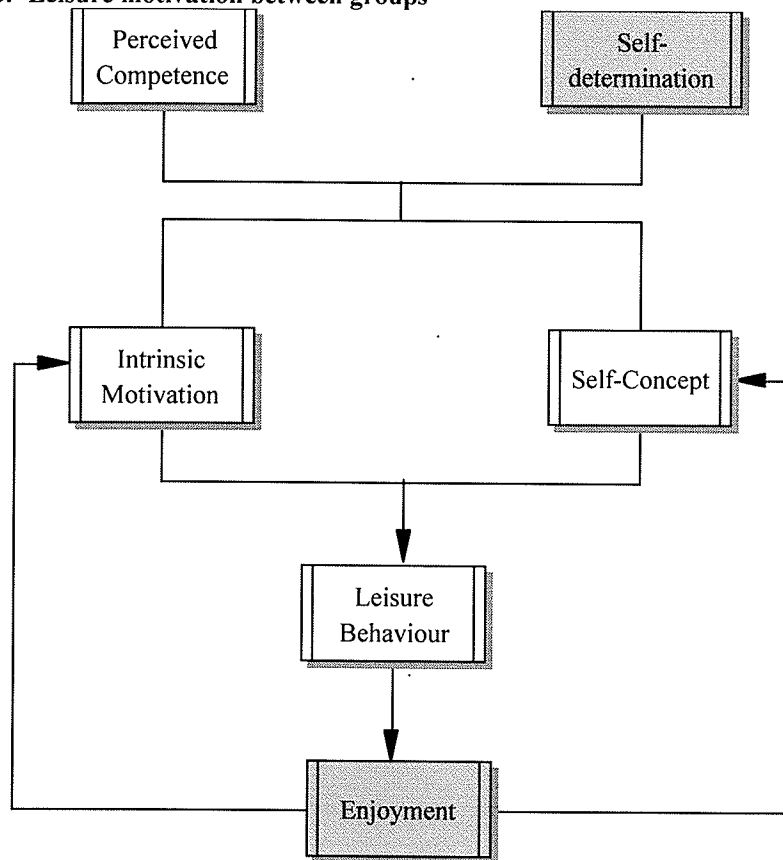 Leisure motivation between groups
Perceived
Competence
Self-
determination
Intrinsic
Motivation
Self-Concept
Leisure
Behaviour
Enjoyment